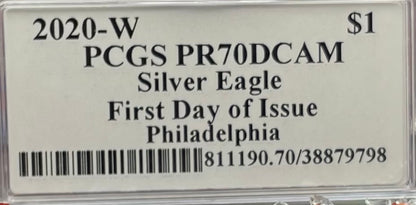 2020-W $1
PCGS PR70DCAM
Silver Eagle
First Day of Issue
Philadelphia
811190.70/38879798